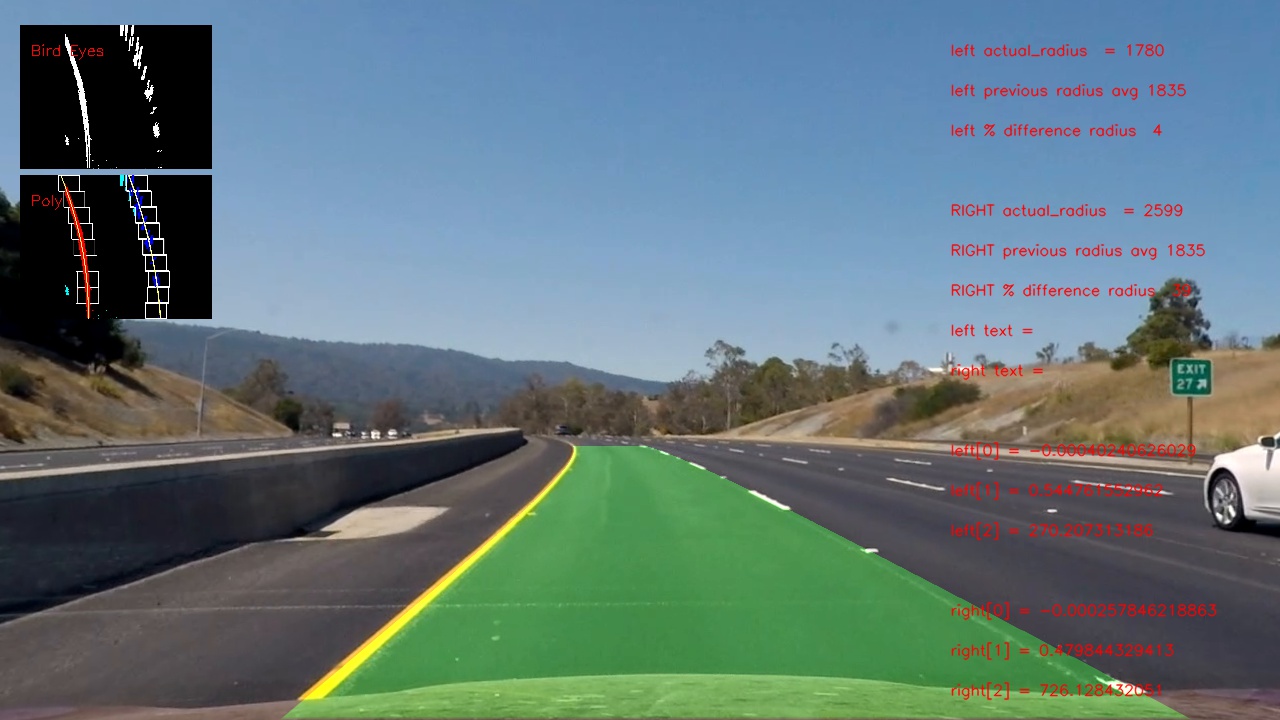 Bird Eyes
Poly
left actual_radius = 1780
left previous radius avg 1835
left % difference radius 4
RIGHT actual_radius = 2599
RIGHT previous radius avg 1835
RIGHT % difference radius 39
left text =
right text =
EXIT
27
left[0] = -0.00040240626029
left[1] = 0.544761552962
left[2] = 270.207313186
right[0] = -0.000257846218863
right[1] = 0.479844329413
right[2] = 726.128432051